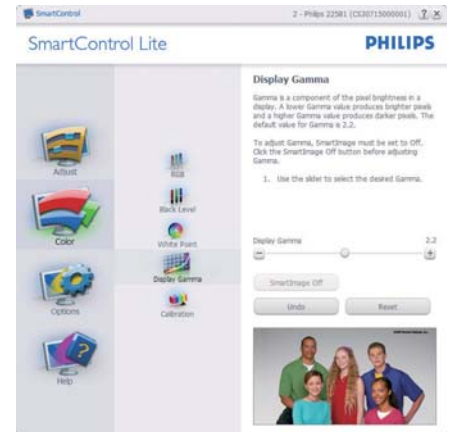 SmartControl
2 - Philips 225B1 (CS30713000001)
SmartControl Lite
PHILIPS
Adjust
Color
Options
Help
RGB
Black Level
White Point
Display Gamma
Calibration
Display Gamma
Gamma is a component of the pixel brightness in a
display. A lower Gamma value produces brighter pixels
and a higher Gamma value produces darker pixels. The
default value for Gamma is 2.2.
To adjust Gamma, SmartImage must be set to Off.
Click the SmartImage Off button before adjusting
Gamma.
1. Use the slider to select the desired Gamma.
Display Gamma 2.2
SmartImage Off
Undo
Reset